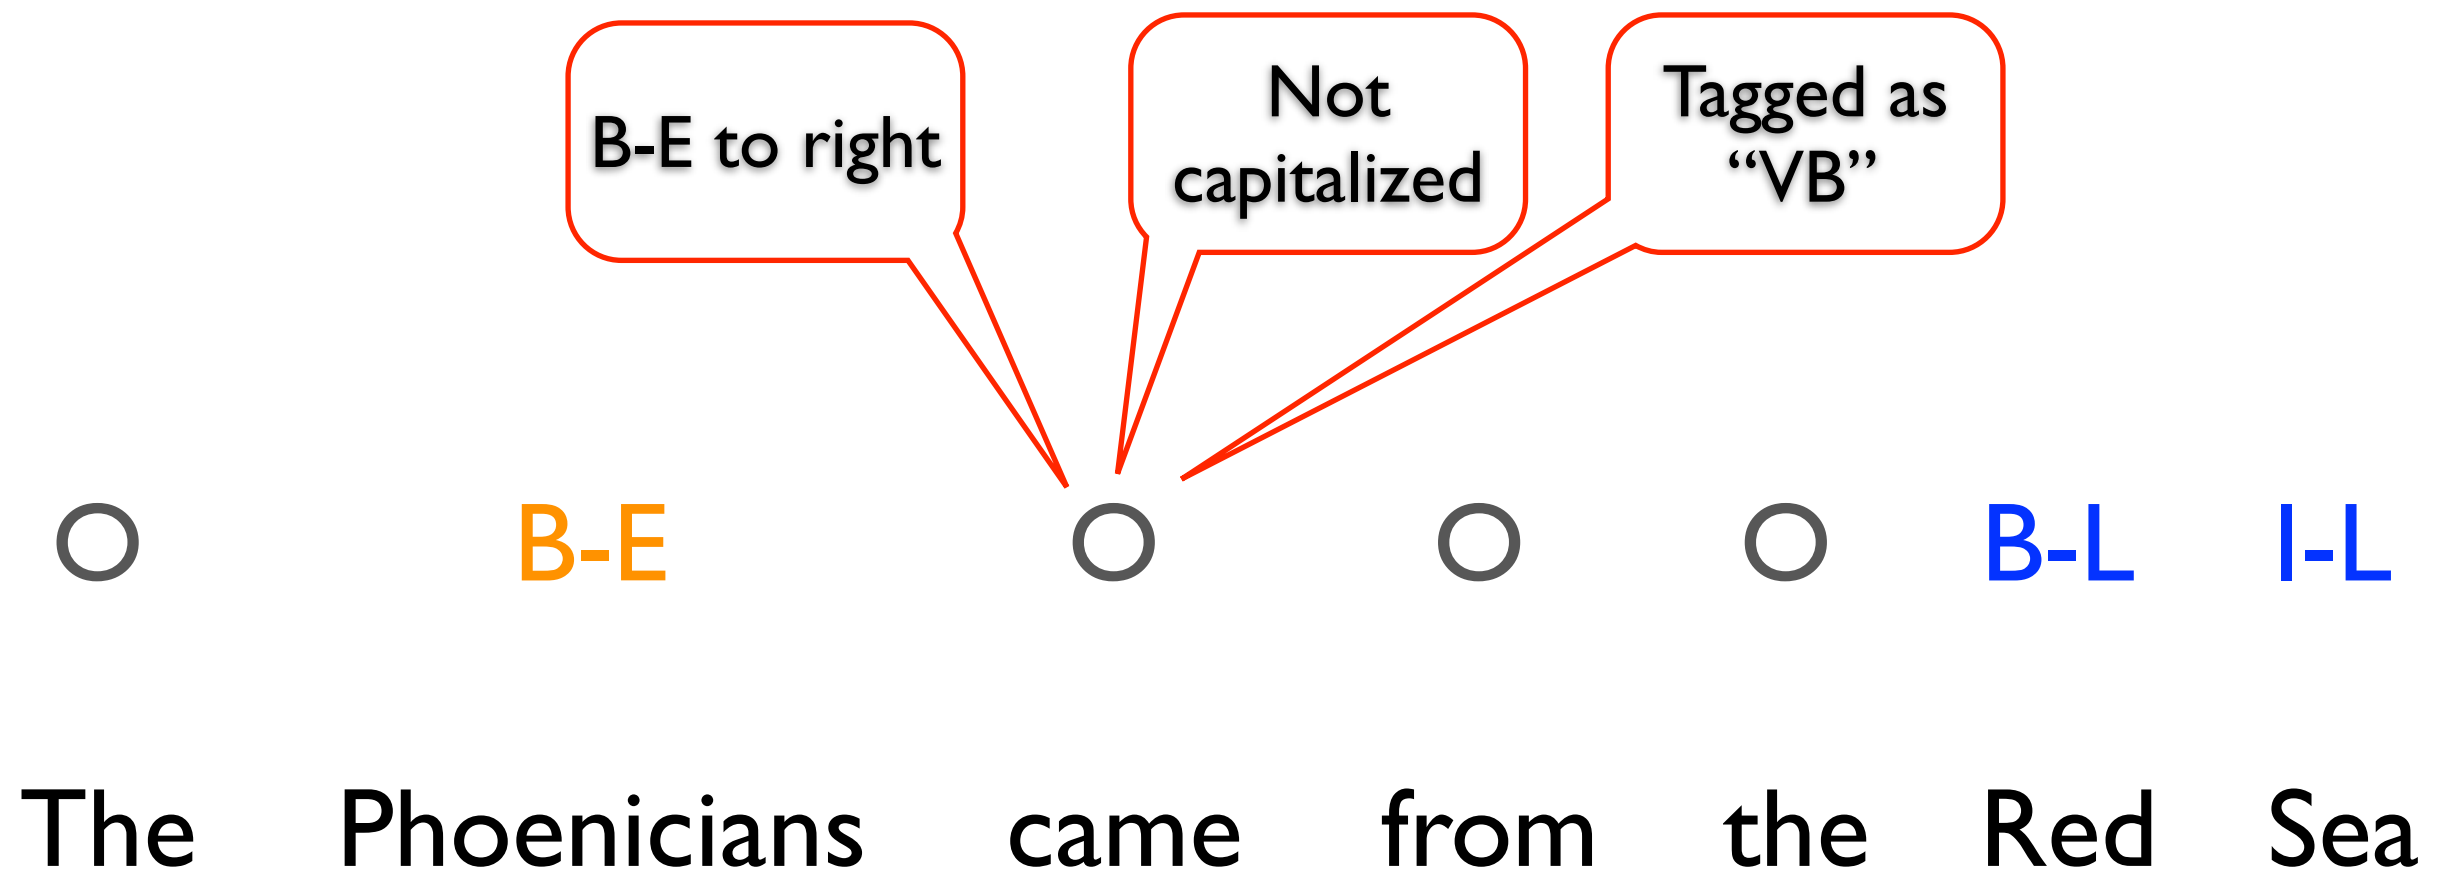 B-E to right
Not
capitalized
Tagged as
“VB”
O B-E O O O B-L I-L
The Phoenicians came from the Red Sea